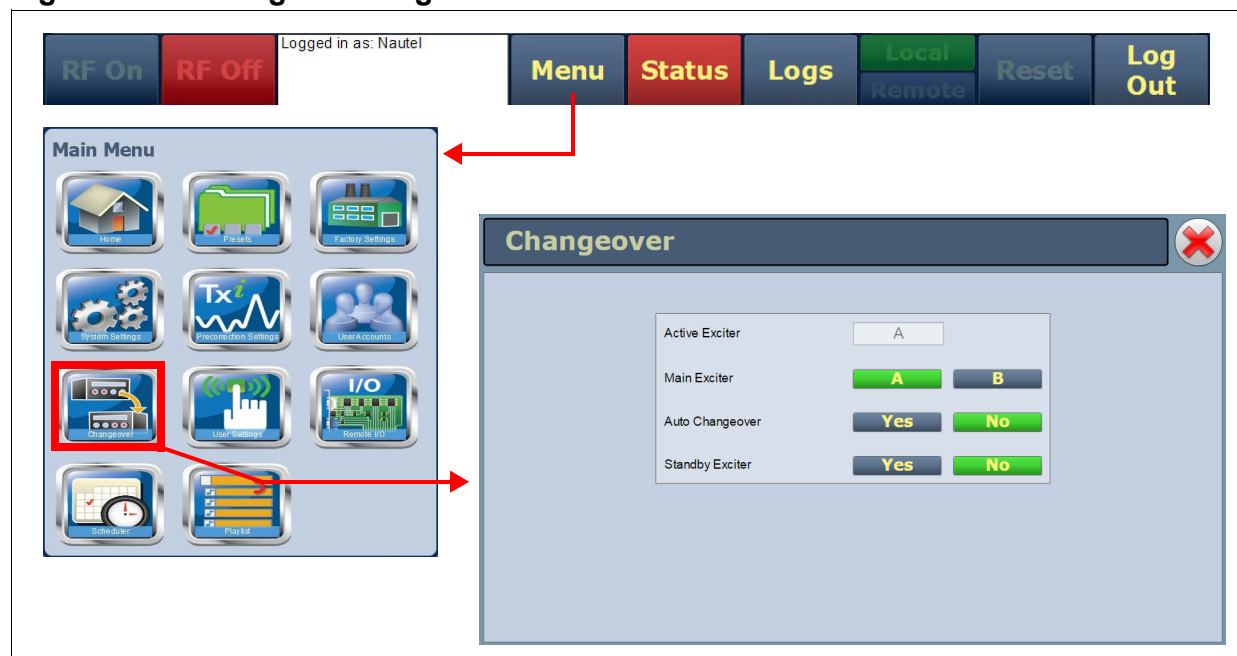 Logged in as: Nautel
RF On
RF Off
Menu
Status
Logs
Local
Remote
Reset
Log
Out
Main Menu
Home
Presets
Factory Settings
System Settings
Txi
Precorrection Settings
User Accounts
Changeover
User Settings
I/O
Remote I/O
Scheduler
Playlist
Changeover
Active Exciter A
Main Exciter A B
Auto Changeover Yes No
Standby Exciter Yes No